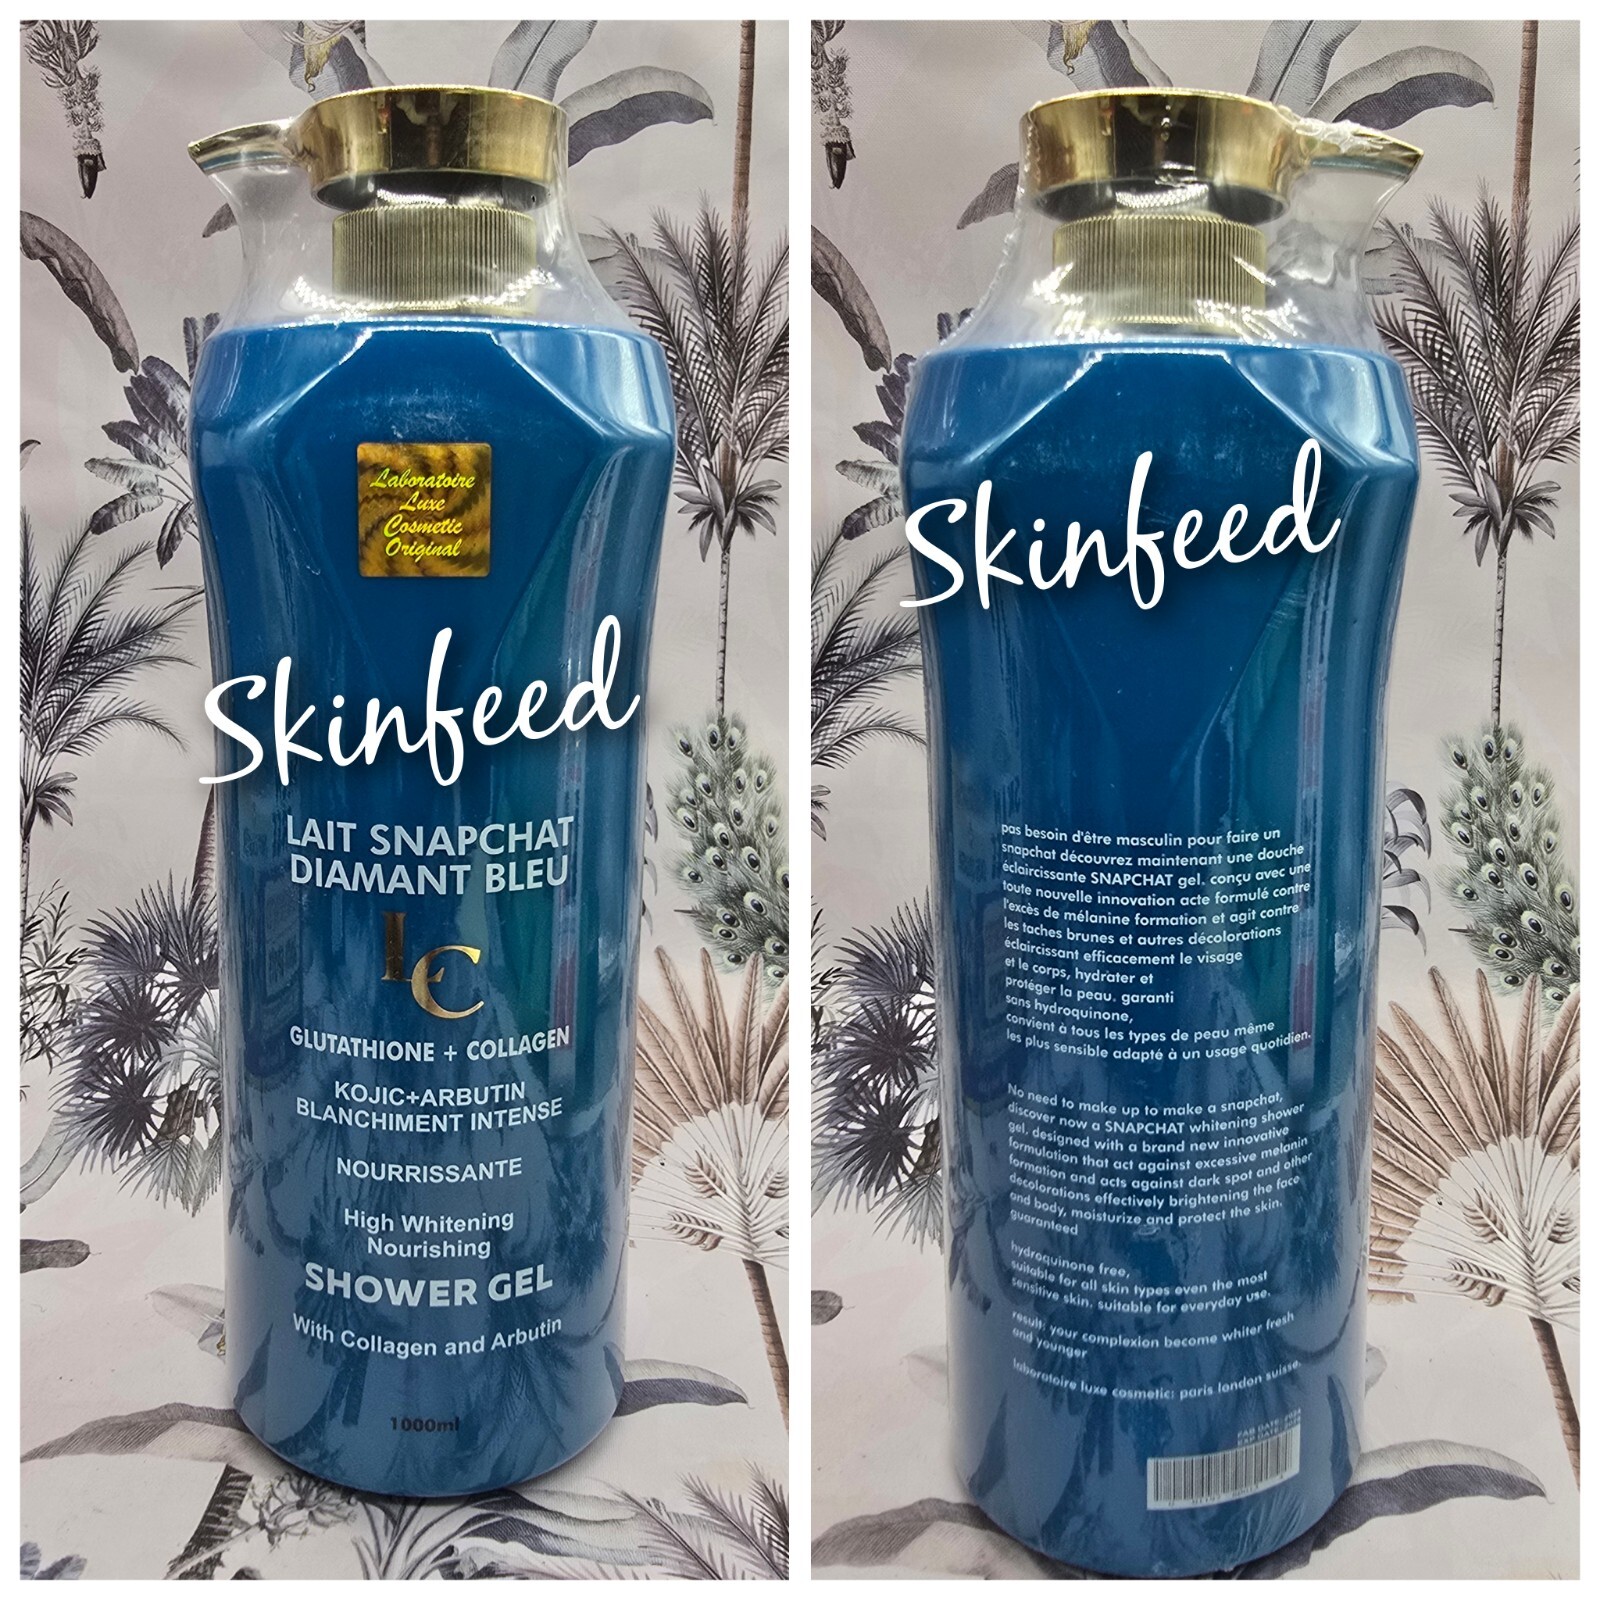 Laboratoire
Luxe
Cosmetic
Original
Skinfeed
LAIT SNAPCHAT
DIAMANT BLEU
LC
GLUTATHIONE + COLLAGEN
KOJIC+ARBUTIN
BLANCHIMENT INTENSE
NOURRISSANTE
High Whitening
Nourishing
SHOWER GEL
With Collagen and Arbutin
1000ml
Skinfeed
pas besoin d'être masculin pour faire un
snapchat découvrez maintenant une douche
éclaircissante SNAPCHAT gel. conçu avec une
toute nouvelle innovation acte formulé contre
l'excès de mélanine formation et agit contre
les taches brunes et autres décolorations
éclaircissant efficacement le visage
et le corps, hydrater et
protéger la peau. garanti
sans hydroquinone,
convient à tous les types de peau même
les plus sensible adapté à un usage quotidien.
No need to make up to make a snapchat,
discover now a SNAPCHAT whitening shower
gel, designed with a brand new innovative
formulation that act against excessive melanin
formation and acts against dark spot and other
decolorations effectively brightening the face
and body, moisturize and protect the skin.
guaranteed
hydroquinone free,
suitable for all skin types even the most
sensitive skin, suitable for everyday use.
result: your complexion become whiter fresh
and younger
laboratoire luxe cosmetic: paris london suisse.
FAB DATE:
EXP DATE: